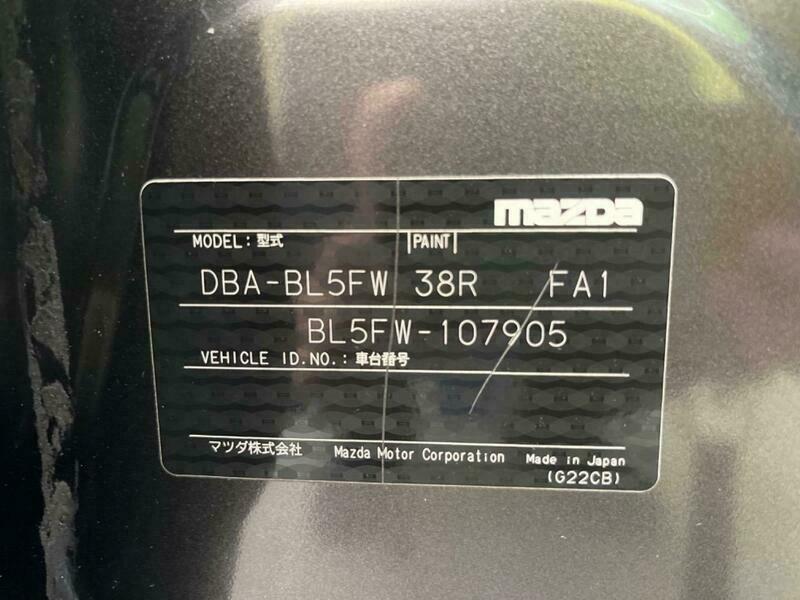 mazda
MODEL:型式 PAINT
DBA-BL5FW 38R FA1
BL5FW-107905
VEHICLE ID.NO.:車台番号
マツダ株式会社 Mazda Motor Corporation Made in Japan
(G22CB)